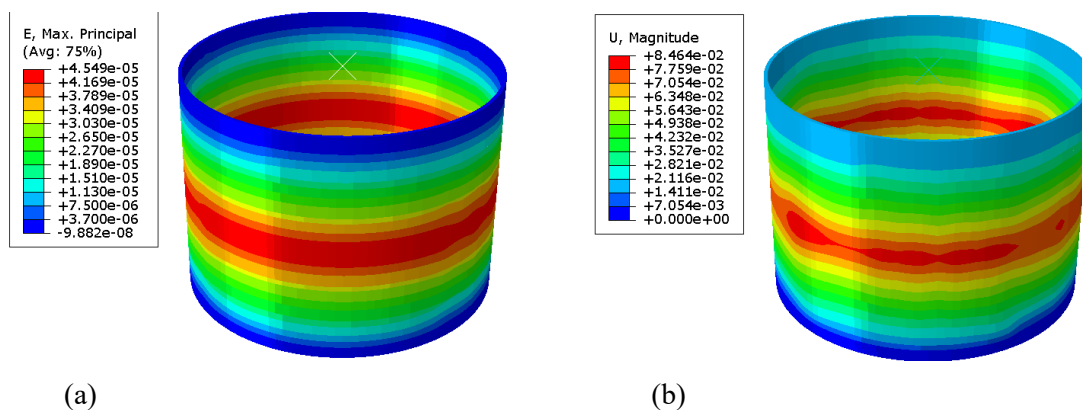 E, Max. Principal
(Avg: 75%)
+4.549e-05
+4.169e-05
+3.789e-05
+3.409e-05
+3.030e-05
+2.650e-05
+2.270e-05
+1.890e-05
+1.510e-05
+1.130e-05
+7.500e-06
+3.700e-06
-9.882e-08
U, Magnitude
+8.464e-02
+7.759e-02
+7.054e-02
+6.348e-02
+5.643e-02
+4.938e-02
+4.232e-02
+3.527e-02
+2.821e-02
+2.116e-02
+1.411e-02
+7.054e-03
+0.000e+00
(a)
(b)